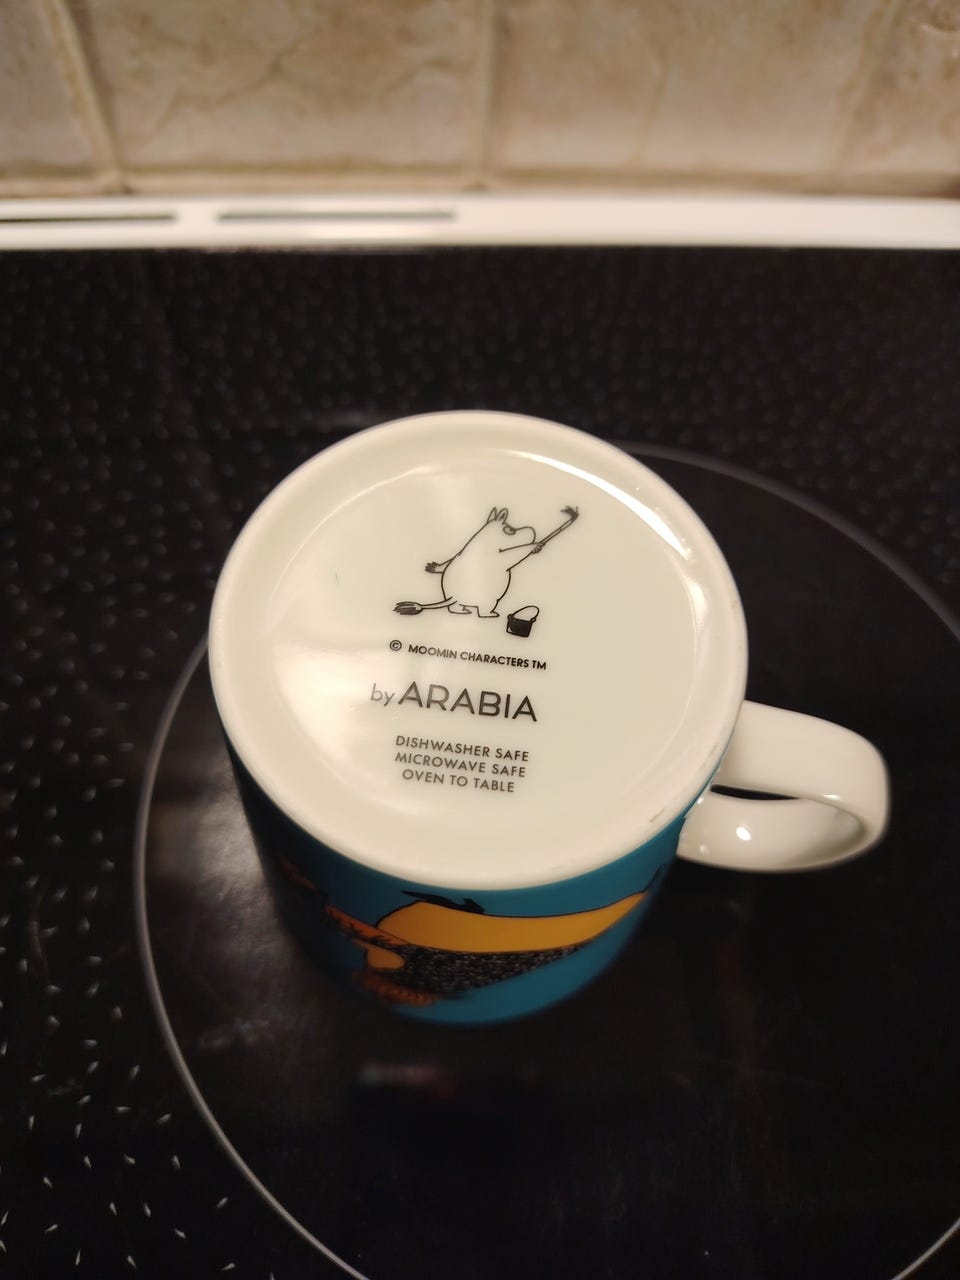 © MOOMIN CHARACTERS TM
by ARABIA
DISHWASHER SAFE
MICROWAVE SAFE
OVEN TO TABLE